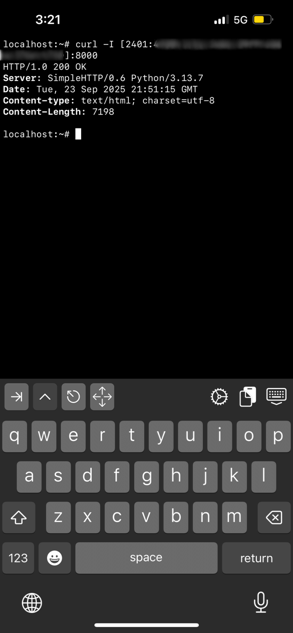 3:21
5G
localhost:~# curl -I [2401:
]:8000
HTTP/1.0 200 OK
Server: SimpleHTTP/0.6 Python/3.13.7
Date: Tue, 23 Sep 2025 21:51:15 GMT
Content-type: text/html; charset=utf-8
Content-Length: 7198
localhost:~#
q w e r t y u i o p
a s d f g h j k l
z x c v b n m
123 space return